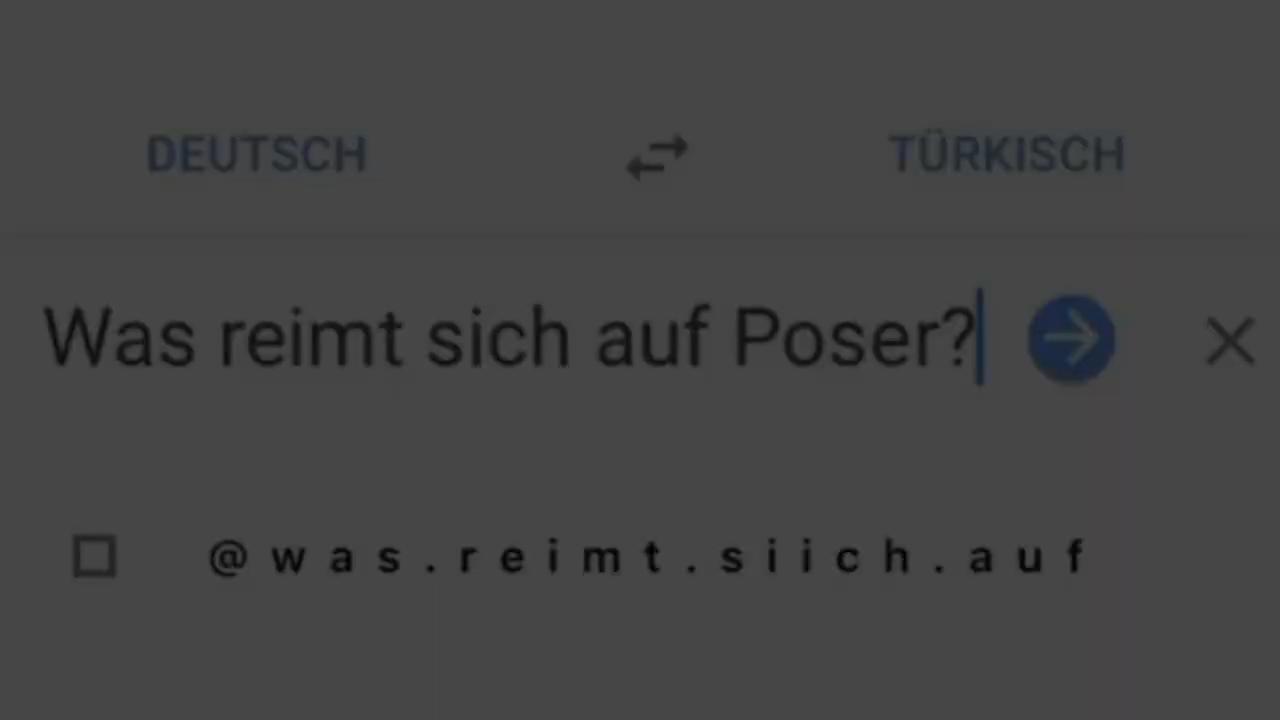 DEUTSCH TÜRKISCH
Was reimt sich auf Poser?
@was.reimt.siich.auf